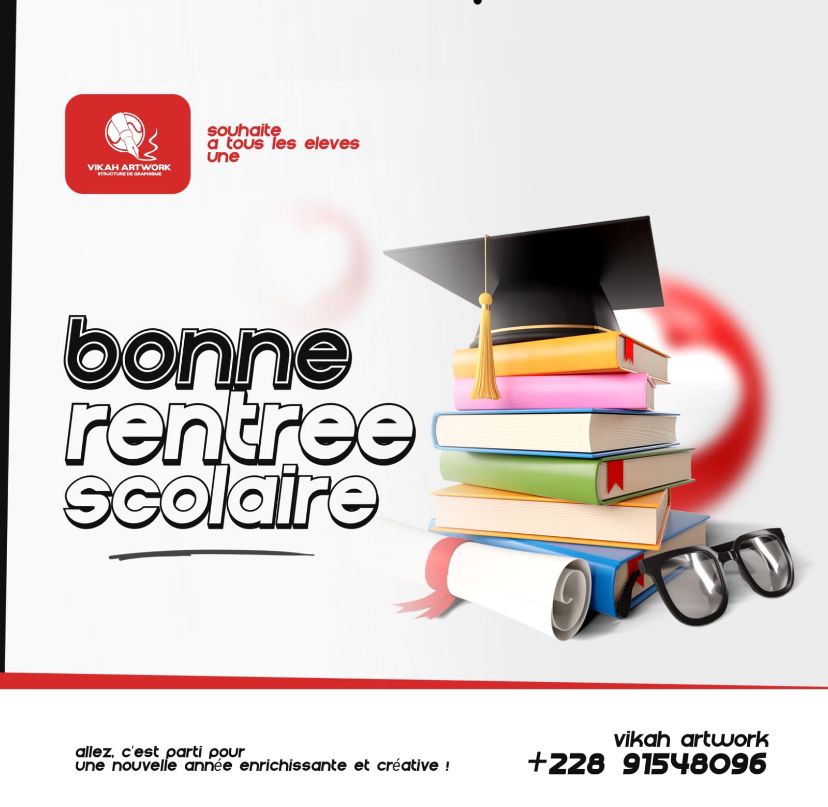 VIKAH ARTWORK
STRUCTURE DE GRAPHISME
souhaite
a tous les eleves
une
bonne
rentree
scolaire
allez, c'est parti pour
une nouvelle année enrichissante et créative !
vikah artwork
+228 91548096